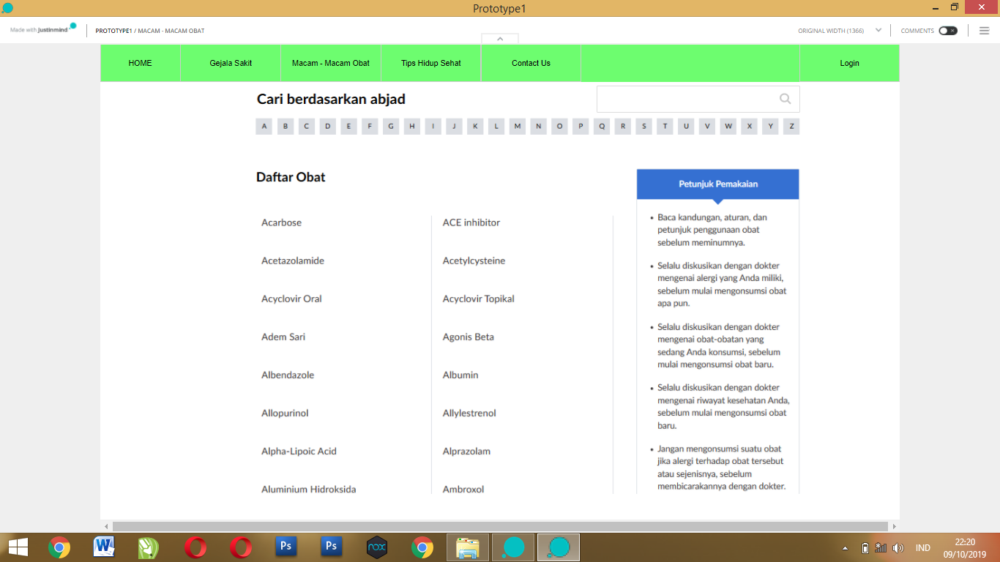 Prototype1
Made with justinmind
PROTOTYPE1 / MACAM - MACAM OBAT
ORIGINAL WIDTH (1366)
COMMENTS
HOME Gejala Sakit Macam - Macam Obat Tips Hidup Sehat Contact Us Login
Cari berdasarkan abjad
A B C D E F G H I J K L M N O P Q R S T U V W X Y Z
Daftar Obat
Acarbose ACE inhibitor
Acetazolamide Acetylcysteine
Acyclovir Oral Acyclovir Topikal
Adem Sari Agonis Beta
Albendazole Albumin
Allopurinol Allylestrenol
Alpha-Lipoic Acid Alprazolam
Aluminium Hidroksida Ambroxol
Petunjuk Pemakaian
• Baca kandungan, aturan, dan
petunjuk penggunaan obat
sebelum meminumnya.
• Selalu diskusikan dengan dokter
mengenai alergi yang Anda miliki,
sebelum mulai mengonsumsi obat
apa pun.
• Selalu diskusikan dengan dokter
mengenai obat-obatan yang
sedang Anda konsumsi, sebelum
mulai mengonsumsi obat baru.
• Selalu diskusikan dengan dokter
mengenai riwayat kesehatan Anda,
sebelum mulai mengonsumsi obat
baru.
• Jangan mengonsumsi suatu obat
jika alergi terhadap obat tersebut
atau sejenisnya, sebelum
membicarakannya dengan dokter.
Ps Ps nox
IND
22:20
09/10/2019